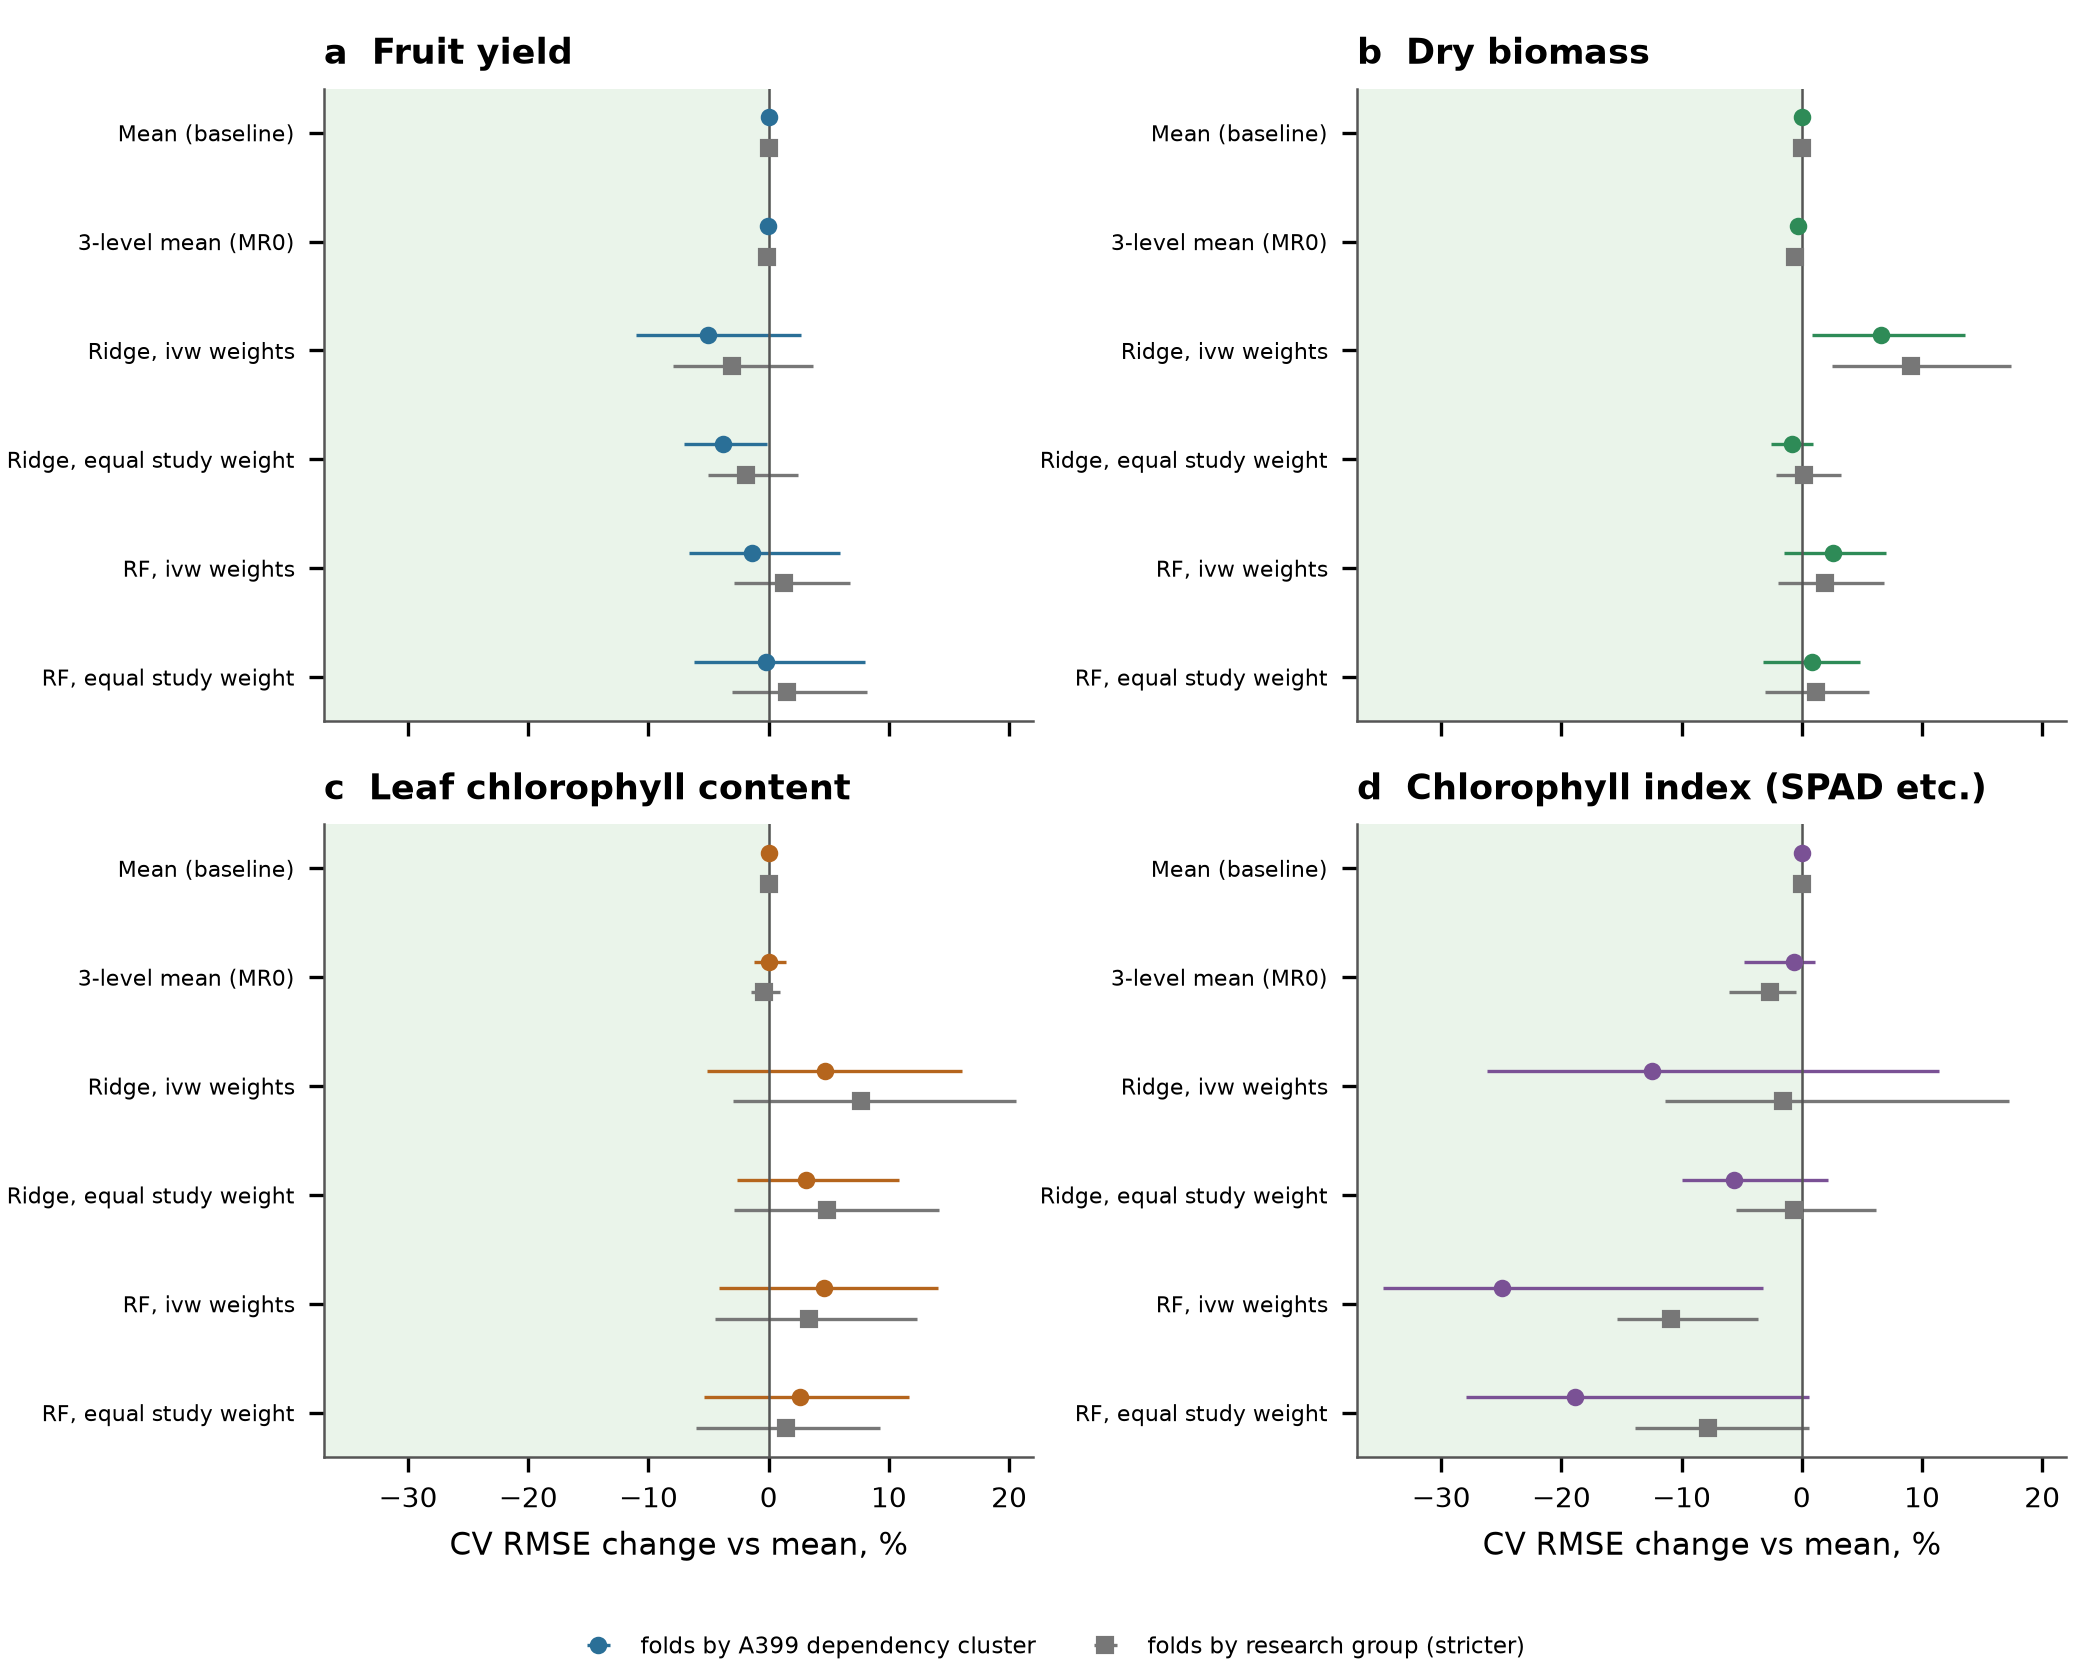 a Fruit yield
Mean (baseline)
3-level mean (MR0)
Ridge, ivw weights
Ridge, equal study weight
RF, ivw weights
RF, equal study weight
b Dry biomass
Mean (baseline)
3-level mean (MR0)
Ridge, ivw weights
Ridge, equal study weight
RF, ivw weights
RF, equal study weight
c Leaf chlorophyll content
Mean (baseline)
3-level mean (MR0)
Ridge, ivw weights
Ridge, equal study weight
RF, ivw weights
RF, equal study weight
−30 −20 −10 0 10 20
CV RMSE change vs mean, %
d Chlorophyll index (SPAD etc.)
Mean (baseline)
3-level mean (MR0)
Ridge, ivw weights
Ridge, equal study weight
RF, ivw weights
RF, equal study weight
−30 −20 −10 0 10 20
CV RMSE change vs mean, %
folds by A399 dependency cluster
folds by research group (stricter)